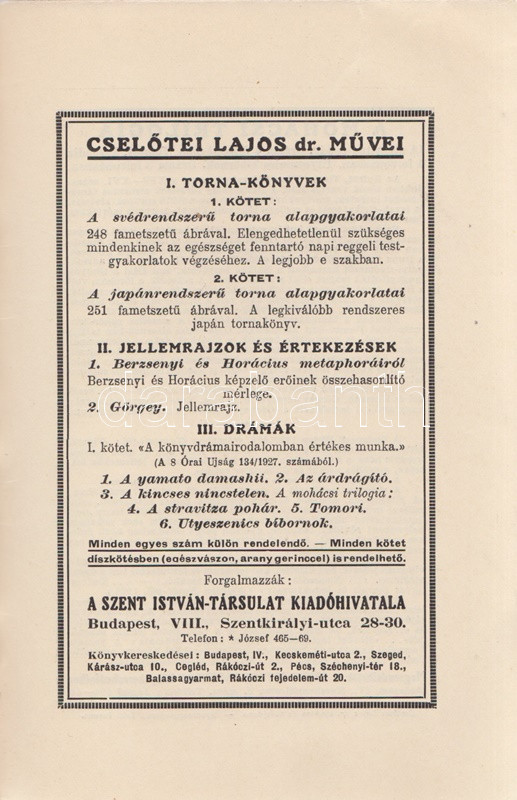 CSELŐTEI LAJOS dr. MŰVEI
I. TORNA-KÖNYVEK
1. KÖTET:
A svédrendszerű torna alapgyakorlatai
248 fametszetű ábrával. Elengedhetetlenül szükséges
mindenkinek az egészséget fenntartó napi reggeli test-
gyakorlatok végzéséhez. A legjobb e szakban.
2. KÖTET:
A japánrendszerű torna alapgyakorlatai
251 fametszetű ábrával. A legkiválóbb rendszeres
japán tornakönyv.
II. JELLEMRAJZOK ÉS ÉRTEKEZÉSEK
1. Berzsenyi és Horácius metaphoráiról
Berzsenyi és Horácius képzelő erőinek összehasonlító
mérlege.
2. Görgey. Jellemrajz.
III. DRÁMÁK
I. kötet. «A könyvdrámairodalomban értékes munka.»
(A 8 Órai Ujság 134/1927. számából.)
1. A yamato damashii. 2. Az árdrágító.
3. A kincses nincstelen. A mohácsi trilogia:
4. A stravitza pohár. 5. Tomori.
6. Utyeszenics bíbornok.
Minden egyes szám külön rendelendő. — Minden kötet
díszkötésben (egészvászon, arany gerinccel) is rendelhető.
Forgalmazzák:
A SZENT ISTVÁN-TÁRSULAT KIADÓHIVATALA
Budapest, VIII., Szentkirályi-utca 28-30.
Telefon: * József 465—69.
Könyvkereskedései: Budapest, IV., Kecskeméti-utca 2., Szeged,
Kárász-utca 10., Cegléd, Rákóczi-út 2., Pécs, Széchenyi-tér 18.,
Balassagyarmat, Rákóczi fejedelem-út 20.
darabanth